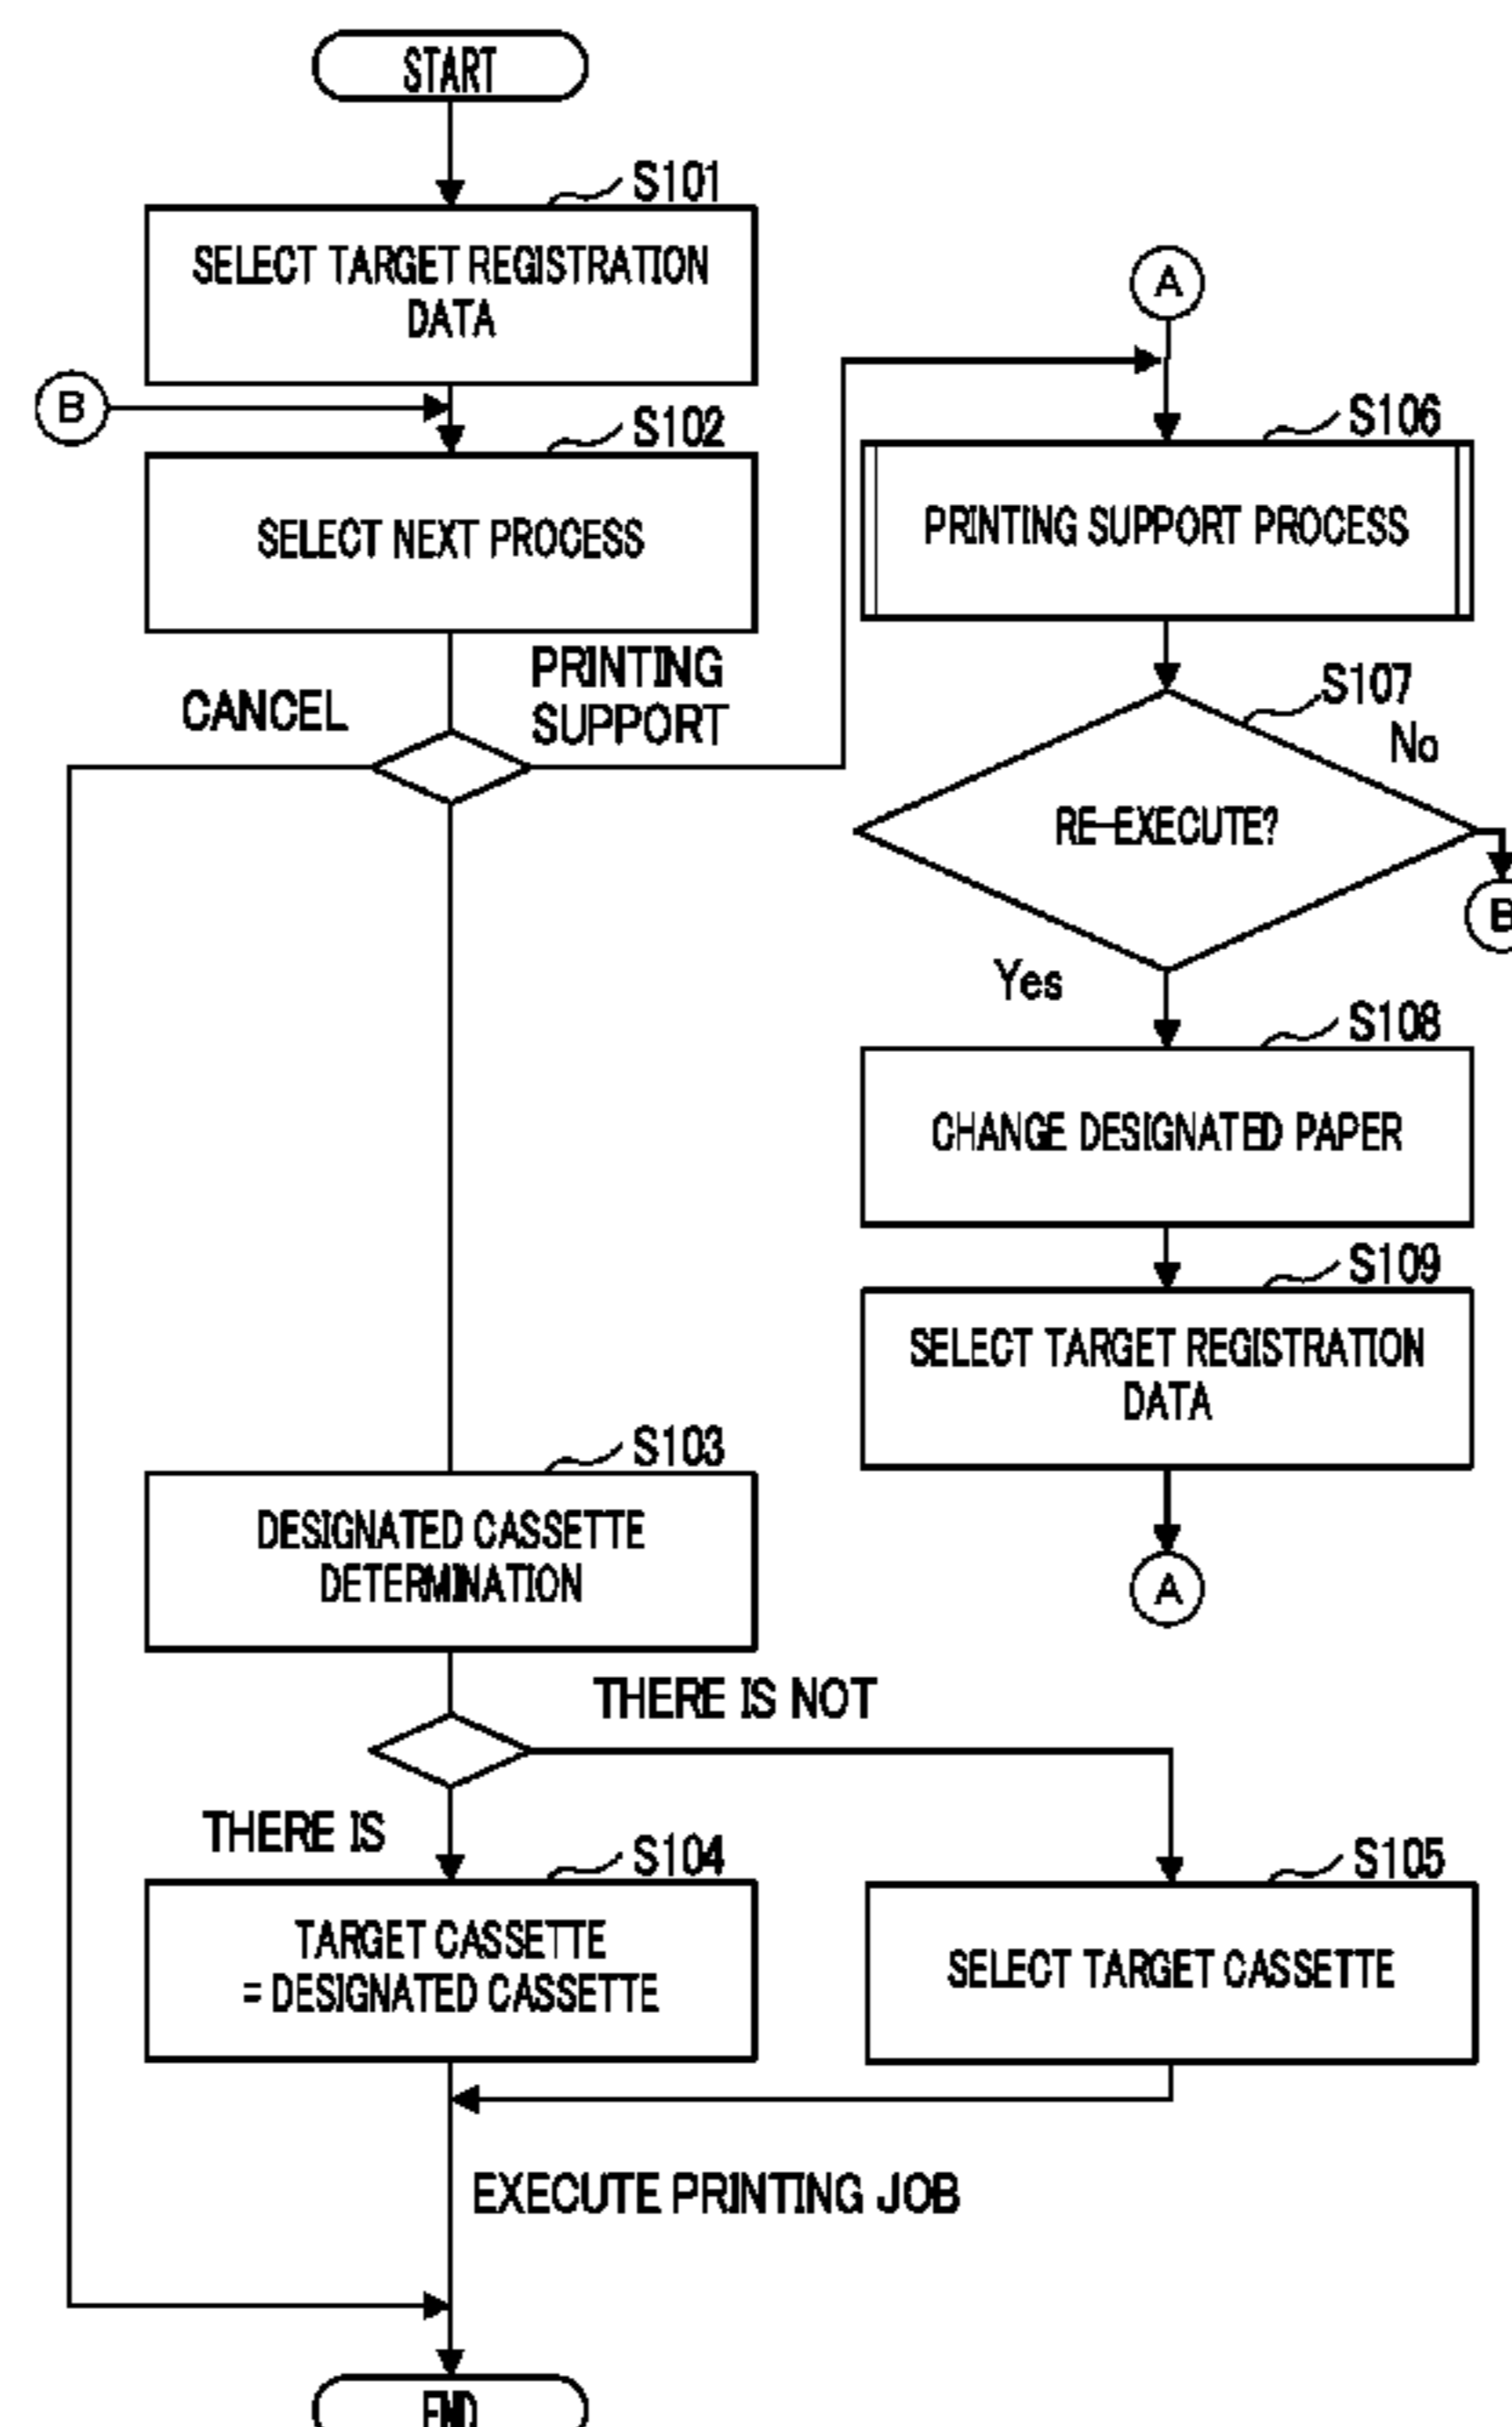 START
S101
SELECT TARGET REGISTRATION
DATA
B
S102
SELECT NEXT PROCESS
CANCEL
PRINTING
SUPPORT
S103
DESIGNATED CASSETTE
DETERMINATION
THERE IS NOT
THERE IS
S104
TARGET CASSETTE
= DESIGNATED CASSETTE
S105
SELECT TARGET CASSETTE
EXECUTE PRINTING JOB
END
A
S106
PRINTING SUPPORT PROCESS
S107
No
RE-EXECUTE?
B
Yes
S108
CHANGE DESIGNATED PAPER
S109
SELECT TARGET REGISTRATION
DATA
A